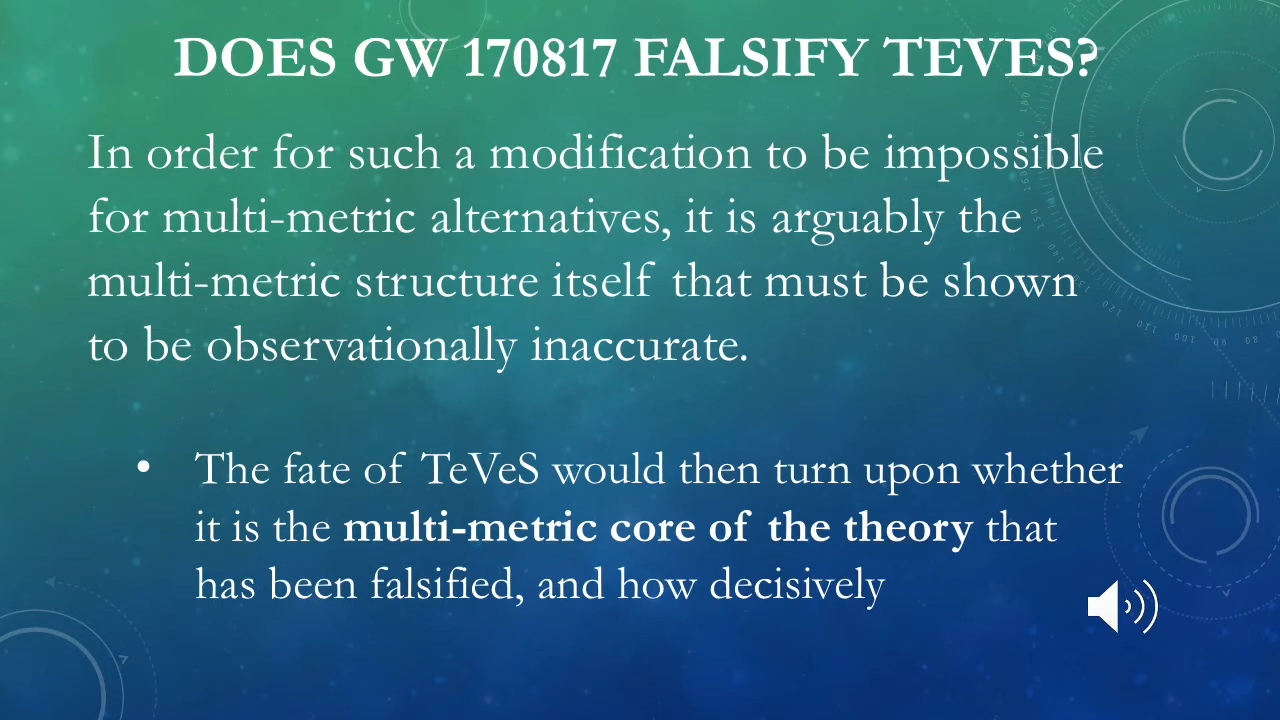 DOES GW 170817 FALSIFY TEVES?
In order for such a modification to be impossible
for multi-metric alternatives, it is arguably the
multi-metric structure itself that must be shown
to be observationally inaccurate.
• The fate of TeVeS would then turn upon whether
it is the multi-metric core of the theory that
has been falsified, and how decisively